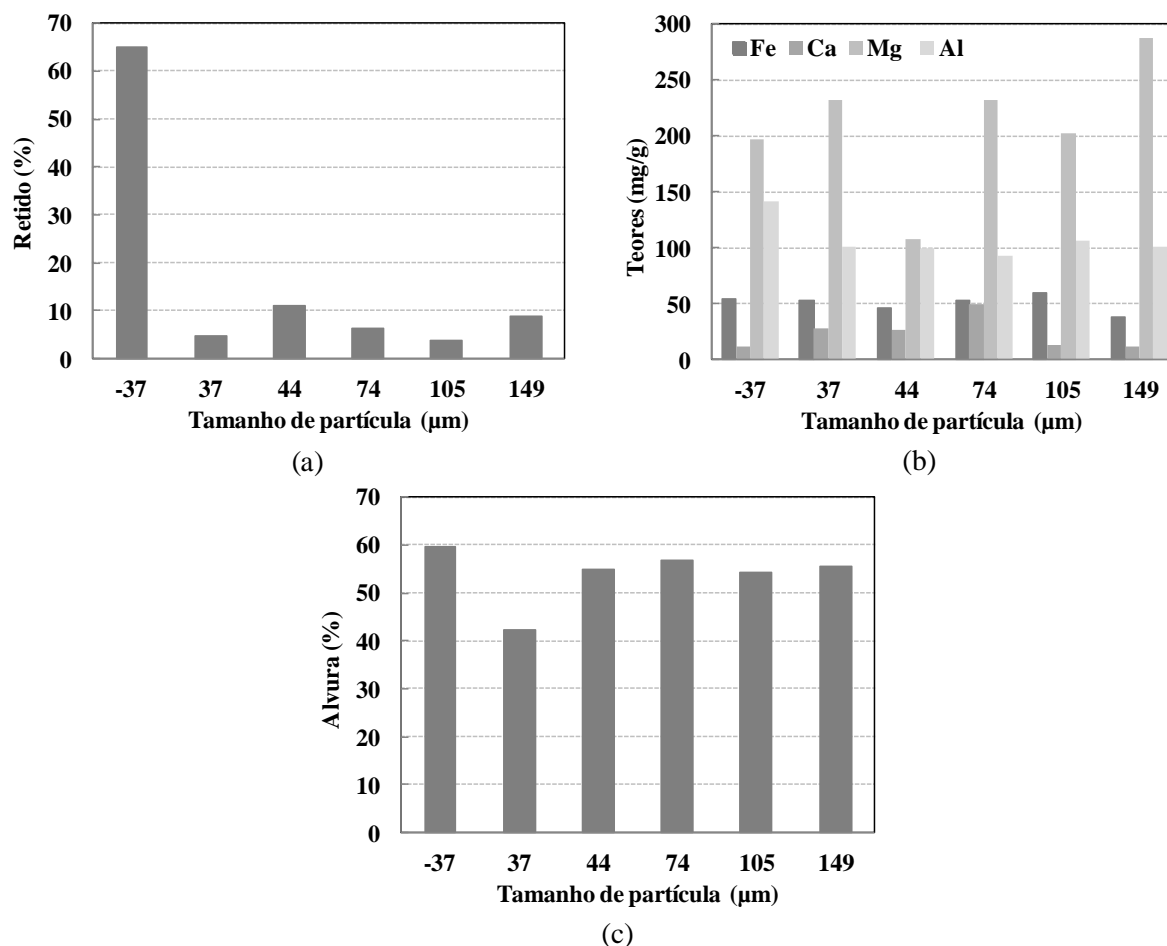 70
60
50
40
30
20
10
0
Retido (%)
-37 37 44 74 105 149
Tamanho de partícula (µm)
(a)
300
250
200
150
100
50
0
Teores (mg/g)
Fe Ca Mg Al
-37 37 44 74 105 149
Tamanho de partícula (µm)
(b)
70
60
50
40
30
20
10
0
Alvura (%)
-37 37 44 74 105 149
Tamanho de partícula (µm)
(c)